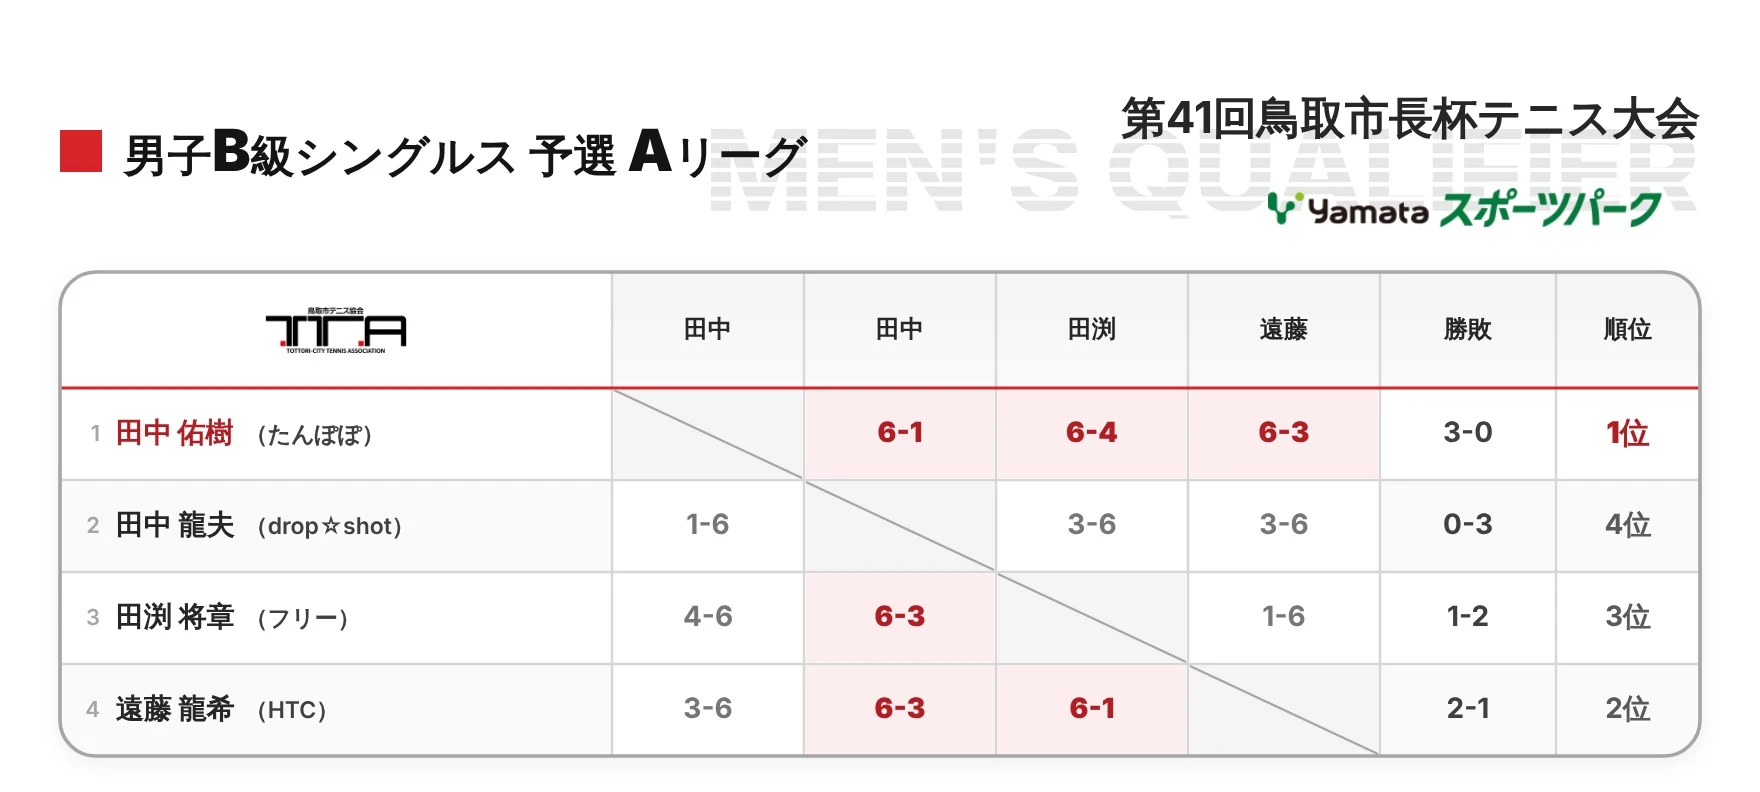 第41回鳥取市長杯テニス大会
男子B級シングルス 予選 Aリーグ
MEN'S QUALIFIER
Yamata スポーツパーク
鳥取市テニス協会
TTCA
TOTTORI-CITY TENNIS ASSOCIATION
田中 田中 田渕 遠藤 勝敗 順位
1 田中 佑樹 （たんぽぽ） 6-1 6-4 6-3 3-0 1位
2 田中 龍夫 （drop☆shot） 1-6 3-6 3-6 0-3 4位
3 田渕 将章 （フリー） 4-6 6-3 1-6 1-2 3位
4 遠藤 龍希 （HTC） 3-6 6-3 6-1 2-1 2位